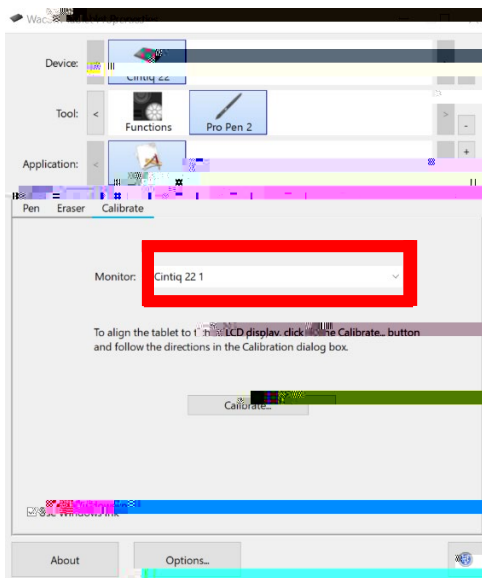 Device:
Cintiq 22
Tool:
<
Functions
Pro Pen 2
>
-
Application:
<
+
Pen
Eraser
Calibrate
Monitor:
Cintiq 22 1
To align the tablet to LCD display, click Calibrate... button
and follow the directions in the Calibration dialog box.
Calibrate...
Ink
About
Options...